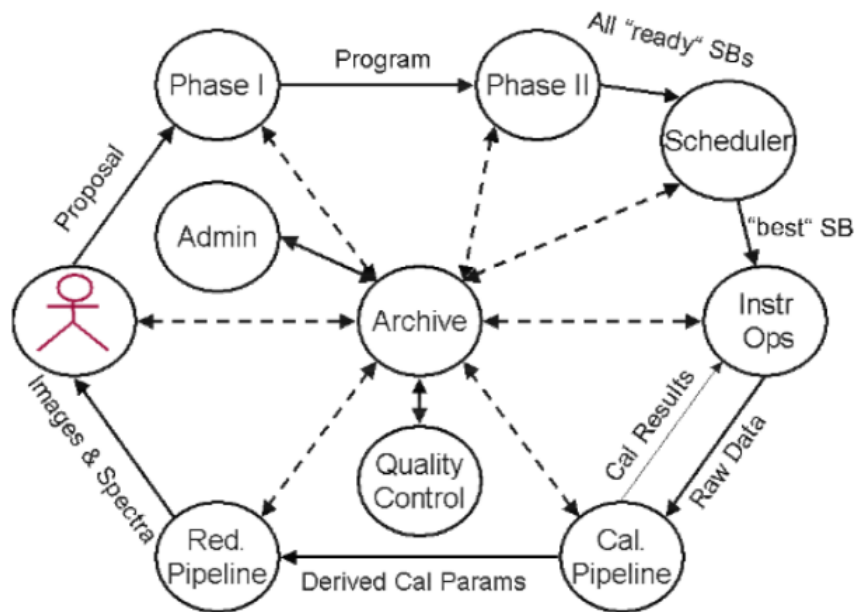 All “ready“ SBs
Program
Phase I
Phase II
Scheduler
Proposal
Admin
“best“ SB
Archive
Instr
Ops
Images & Spectra
Cal Results
Raw Data
Quality
Control
Red.
Pipeline
Derived Cal Params
Cal.
Pipeline